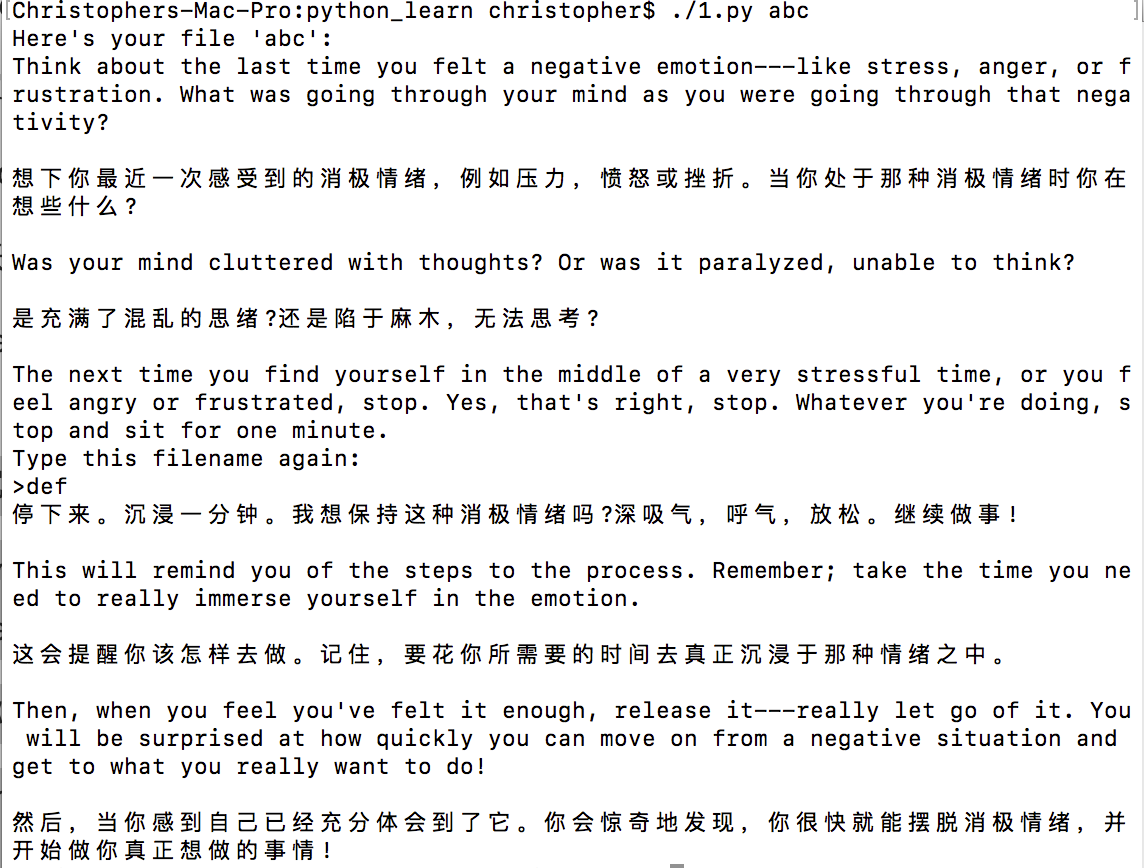 [Christophers-Mac-Pro:python_learn christopher$ ./1.py abc ]
Here's your file 'abc':
Think about the last time you felt a negative emotion---like stress, anger, or f
rustration. What was going through your mind as you were going through that nega
tivity?
想下你最近一次感受到的消极情绪，例如压力，愤怒或挫折。当你处于那种消极情绪时你在
想些什么？
Was your mind cluttered with thoughts? Or was it paralyzed, unable to think?
是充满了混乱的思绪?还是陷于麻木，无法思考？
The next time you find yourself in the middle of a very stressful time, or you f
eel angry or frustrated, stop. Yes, that's right, stop. Whatever you're doing, s
top and sit for one minute.
Type this filename again:
>def
停下来。沉浸一分钟。我想保持这种消极情绪吗?深吸气，呼气，放松。继续做事！
This will remind you of the steps to the process. Remember; take the time you ne
ed to really immerse yourself in the emotion.
这会提醒你该怎样去做。记住，要花你所需要的时间去真正沉浸于那种情绪之中。
Then, when you feel you've felt it enough, release it---really let go of it. You
 will be surprised at how quickly you can move on from a negative situation and
get to what you really want to do!
然后，当你感到自己已经充分体会到了它。你会惊奇地发现，你很快就能摆脱消极情绪，并
开始做你真正想做的事情！